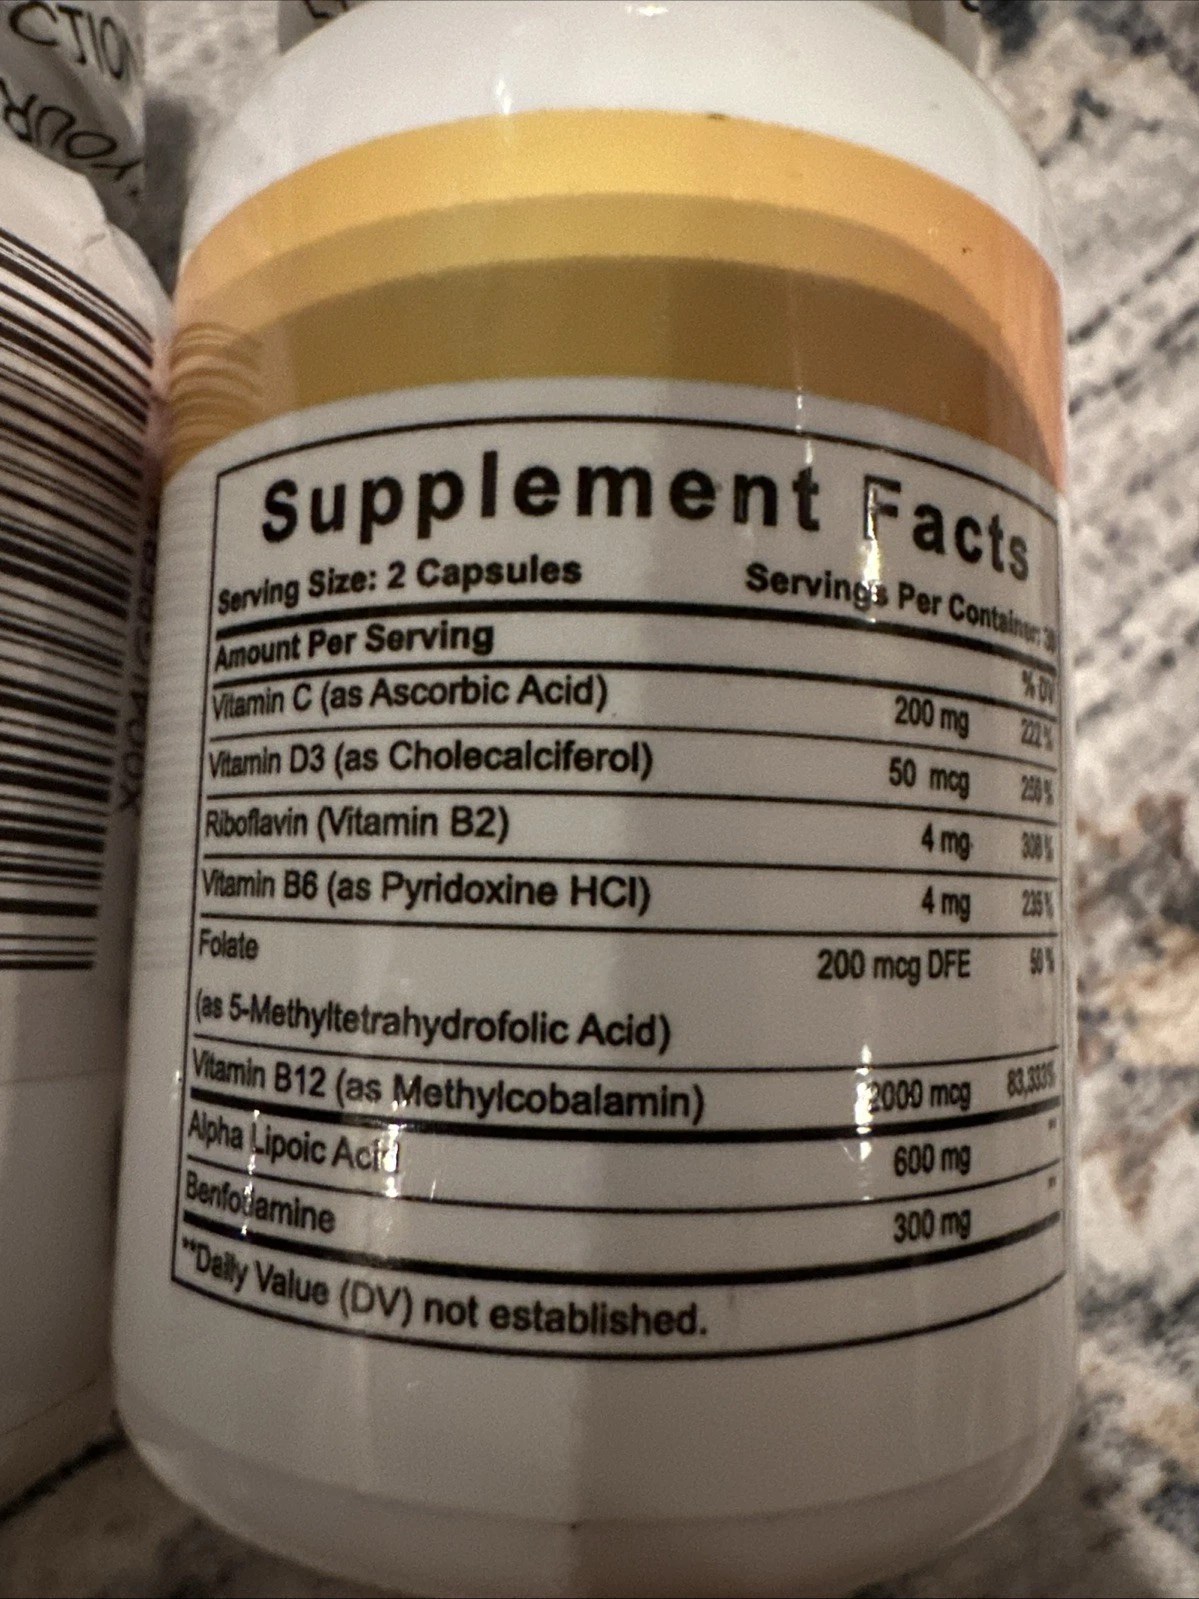 CTION
YOUR
Supplement Facts
Serving Size: 2 Capsules Servings Per Container: 30
Amount Per Serving % DV
Vitamin C (as Ascorbic Acid) 200 mg 222%
Vitamin D3 (as Cholecalciferol) 50 mcg 250%
Riboflavin (Vitamin B2) 4 mg 308%
Vitamin B6 (as Pyridoxine HCl) 4 mg 235%
Folate 200 mcg DFE 50%
(as 5-Methyltetrahydrofolic Acid)
Vitamin B12 (as Methylcobalamin) 2000 mcg 83,333%
Alpha Lipoic Acid 600 mg **
Benfotiamine 300 mg **
**Daily Value (DV) not established.